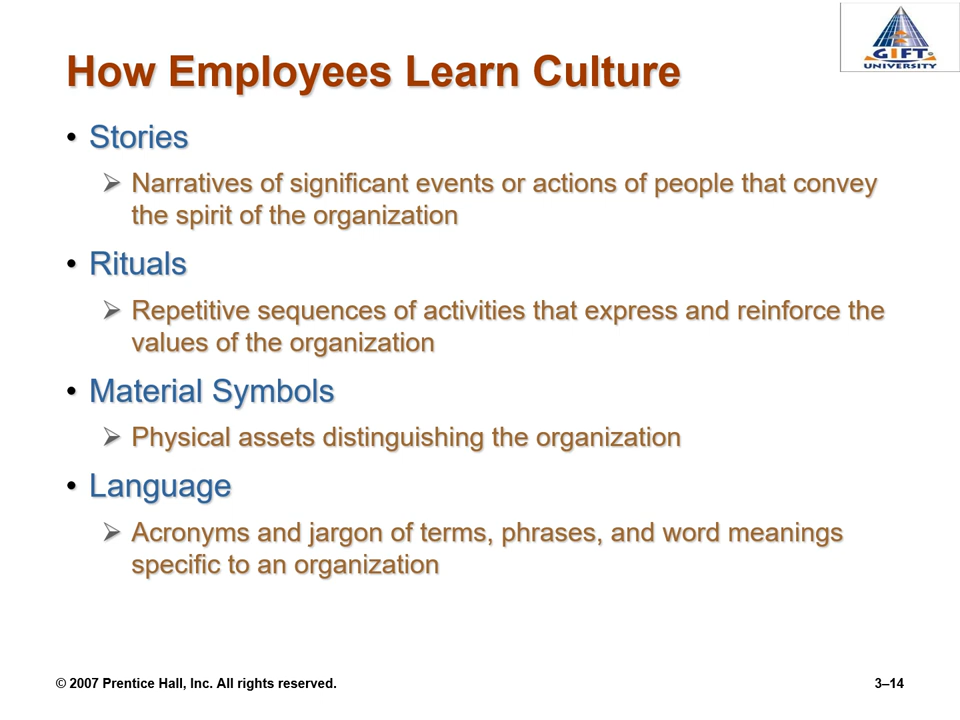 GIFT
UNIVERSITY
How Employees Learn Culture
• Stories
➢ Narratives of significant events or actions of people that convey
the spirit of the organization
• Rituals
➢ Repetitive sequences of activities that express and reinforce the
values of the organization
• Material Symbols
➢ Physical assets distinguishing the organization
• Language
➢ Acronyms and jargon of terms, phrases, and word meanings
specific to an organization
© 2007 Prentice Hall, Inc. All rights reserved.
3–14